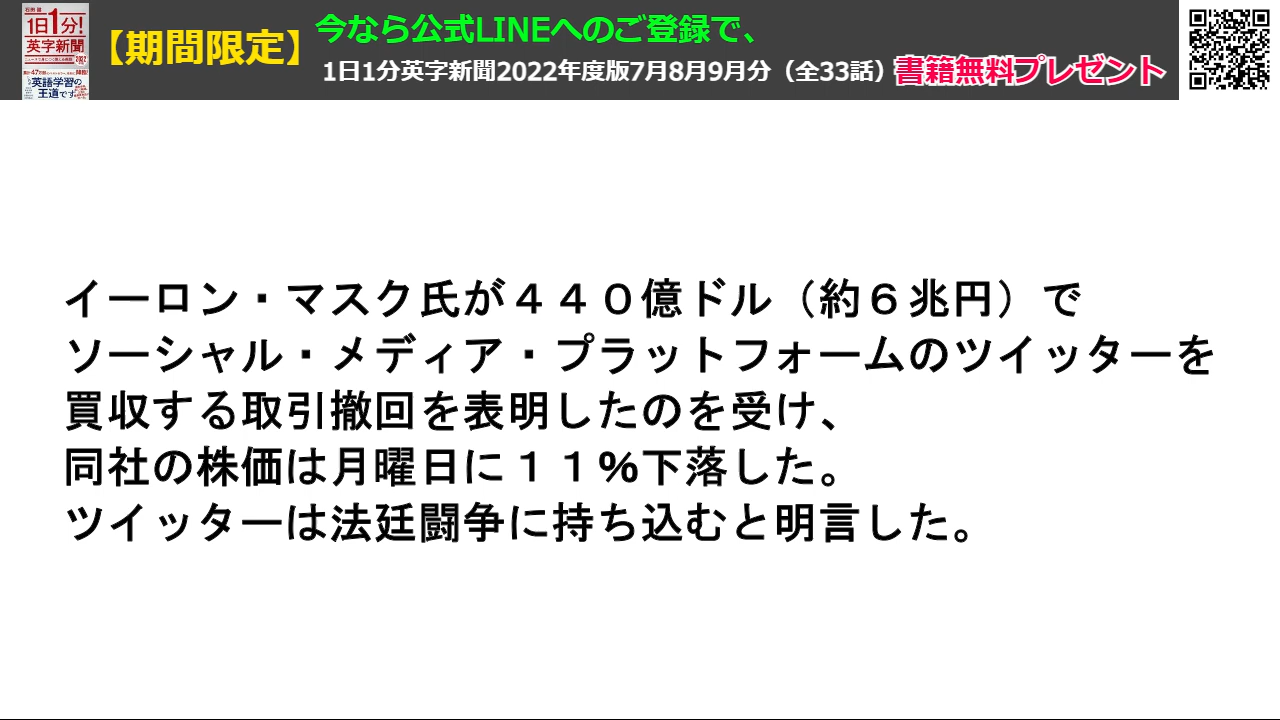 石田 健
1日1分!
英字新聞
2022
【期間限定】
今なら公式LINEへのご登録で、
1日1分英字新聞2022年度版7月8月9月分（全33話）書籍無料プレゼント
英語学習の
王道です
イーロン・マスク氏が４４０億ドル（約６兆円）で
ソーシャル・メディア・プラットフォームのツイッターを
買収する取引撤回を表明したのを受け、
同社の株価は月曜日に１１%下落した。
ツイッターは法廷闘争に持ち込むと明言した。